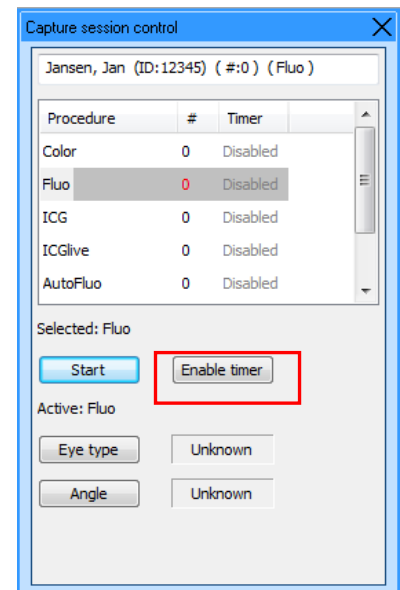 Capture session control
Jansen, Jan (ID:12345) ( #:0 ) (Fluo )
Procedure # Timer
Color 0 Disabled
Fluo 0 Disabled
ICG 0 Disabled
ICGlive 0 Disabled
AutoFluo 0 Disabled
Selected: Fluo
Start Enable timer
Active: Fluo
Eye type Unknown
Angle Unknown